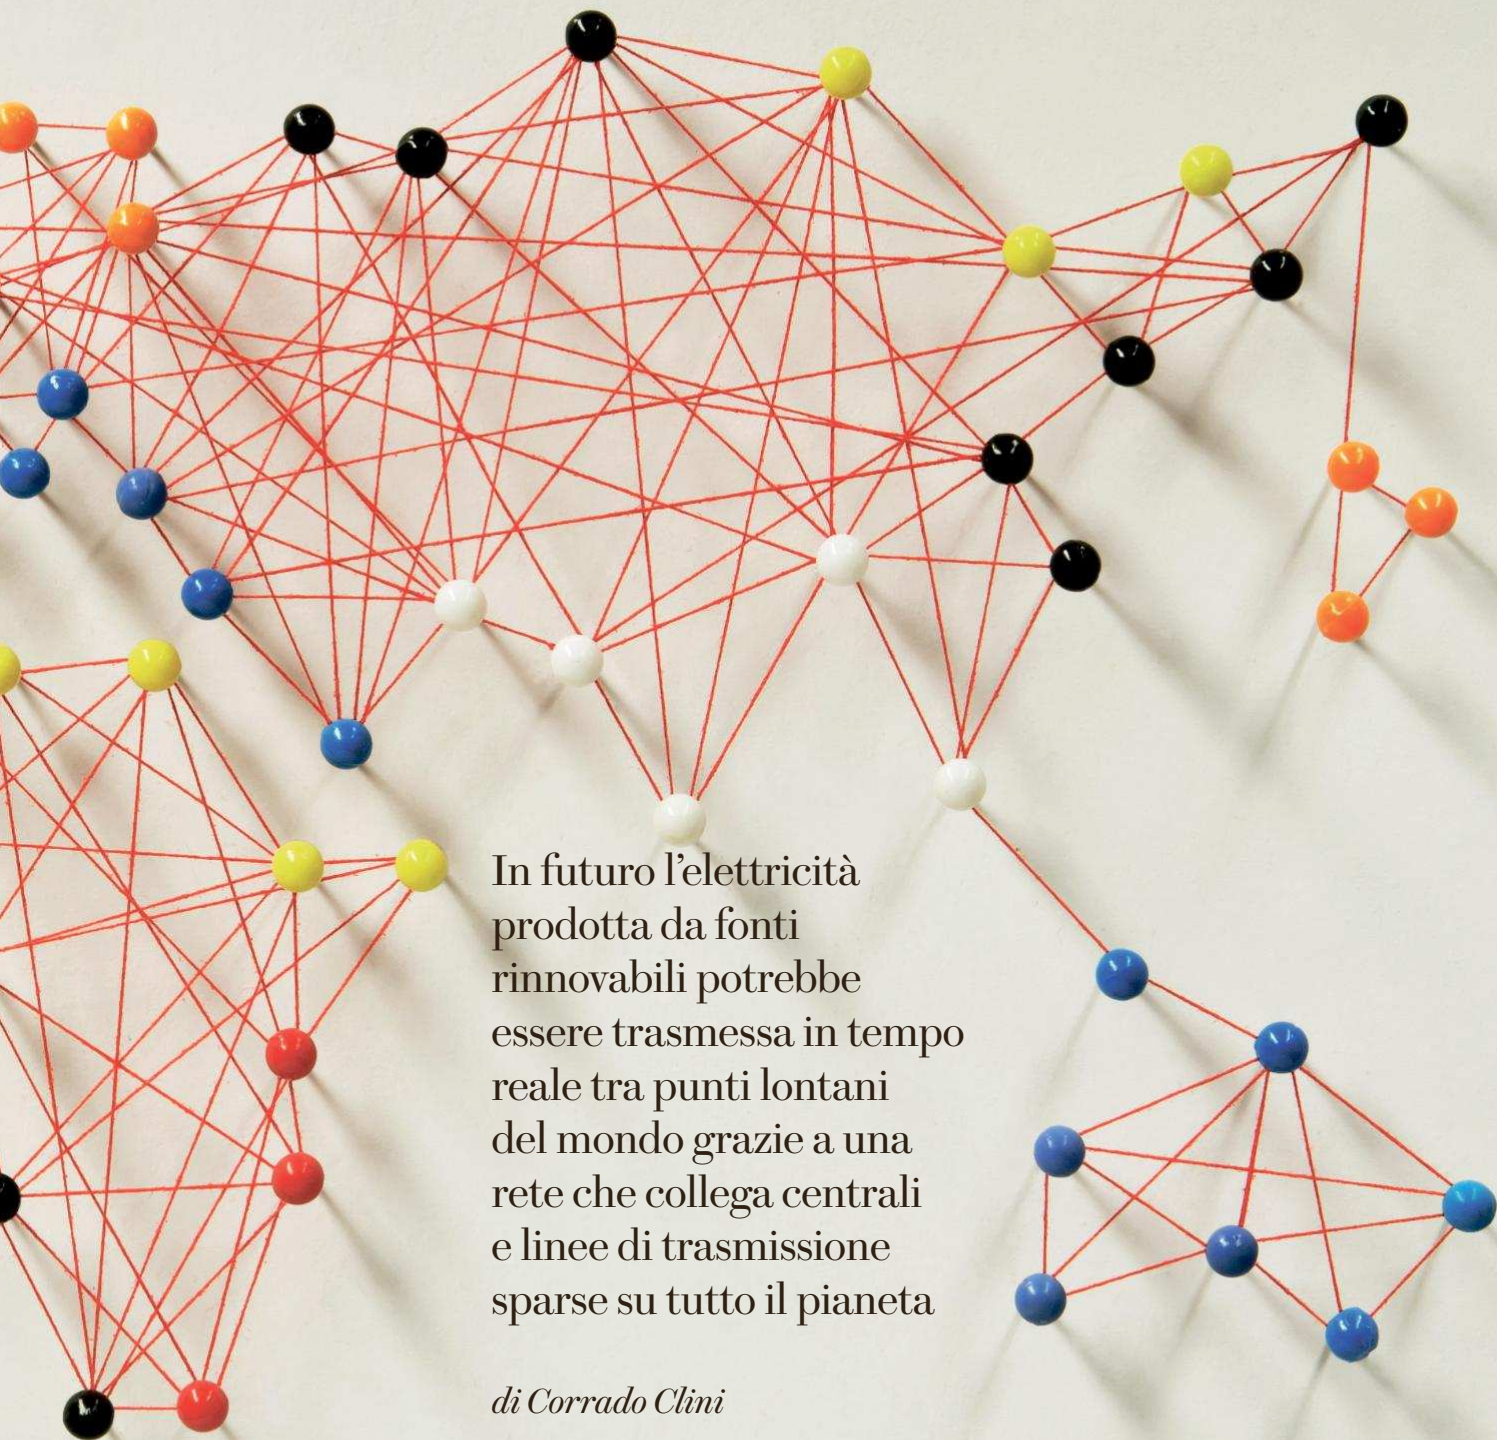 In futuro l’elettricità
prodotta da fonti
rinnovabili potrebbe
essere trasmessa in tempo
reale tra punti lontani
del mondo grazie a una
rete che collega centrali
e linee di trasmissione
sparse su tutto il pianeta
di Corrado Clini